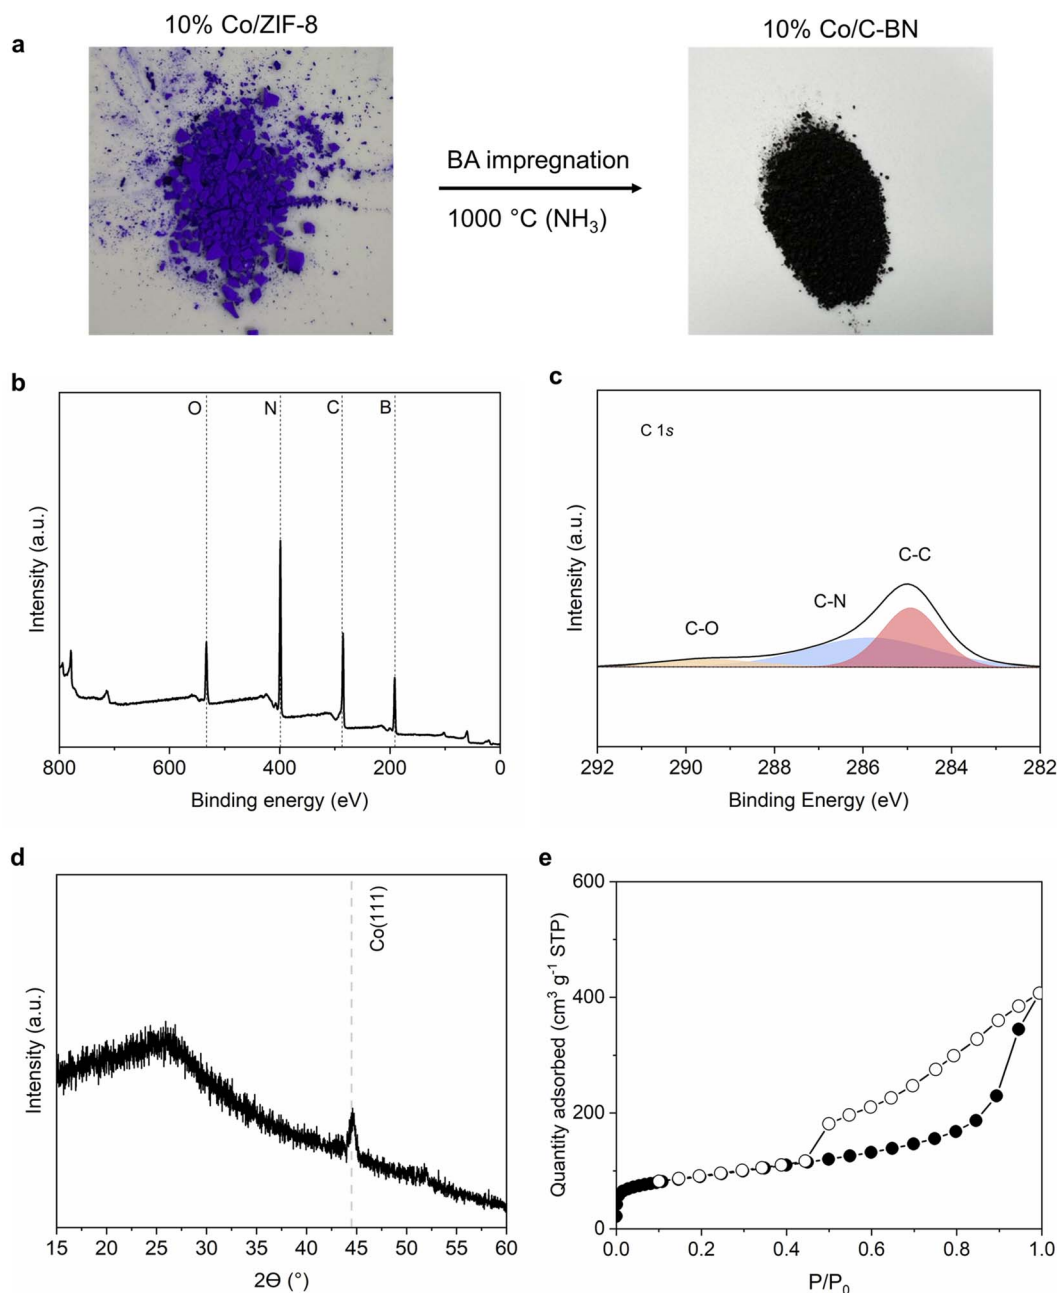 10% Co/ZIF-8
10% Co/C-BN
a
BA impregnation
1000 °C (NH₃)
b
O N C B
Intensity (a.u.)
800 600 400 200 0
Binding energy (eV)
c
C 1s
C-C
C-N
C-O
Intensity (a.u.)
292 290 288 286 284 282
Binding Energy (eV)
d
Co(111)
Intensity (a.u.)
15 20 25 30 35 40 45 50 55 60
2Θ (°)
e
600
400
200
0
Quantity adsorbed (cm³ g⁻¹ STP)
0.0 0.2 0.4 0.6 0.8 1.0
P/P₀